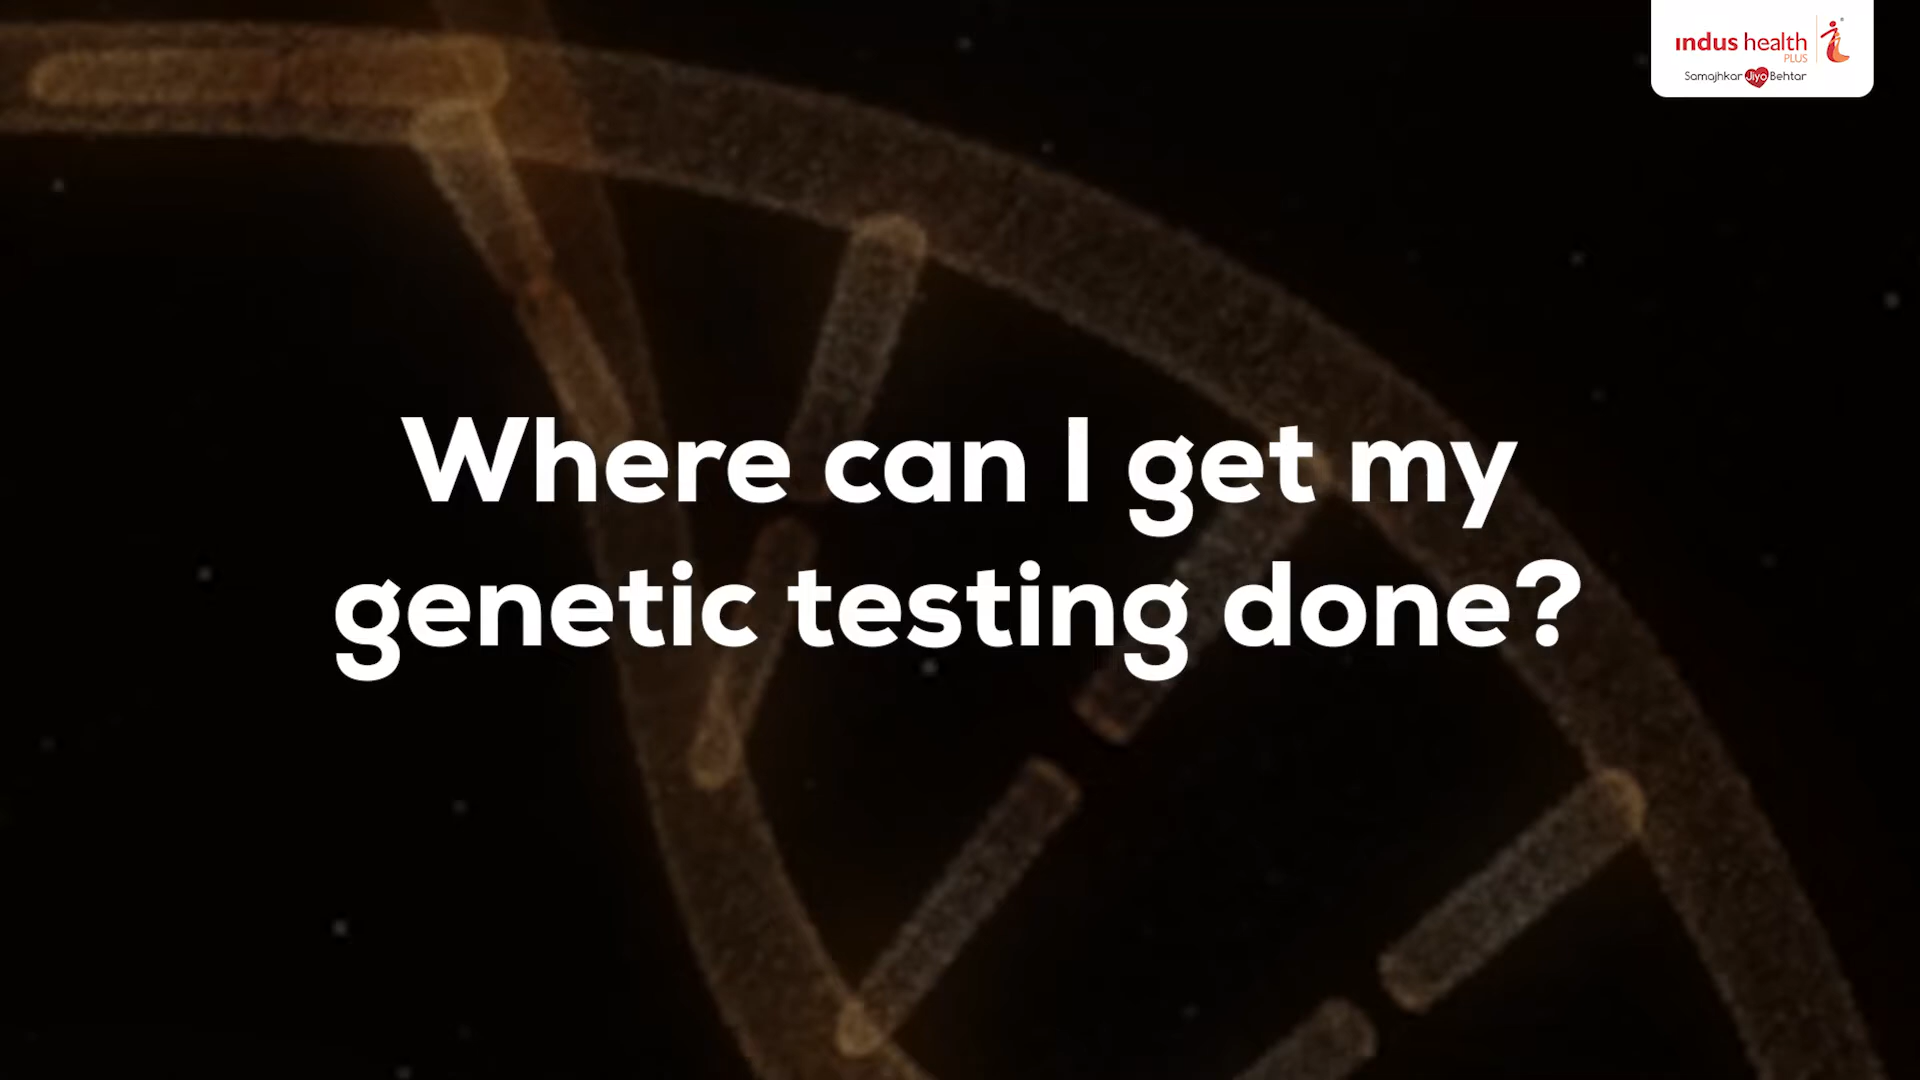 indus health
PLUS
Samajhkar Jiyo Behtar
Where can I get my
genetic testing done?